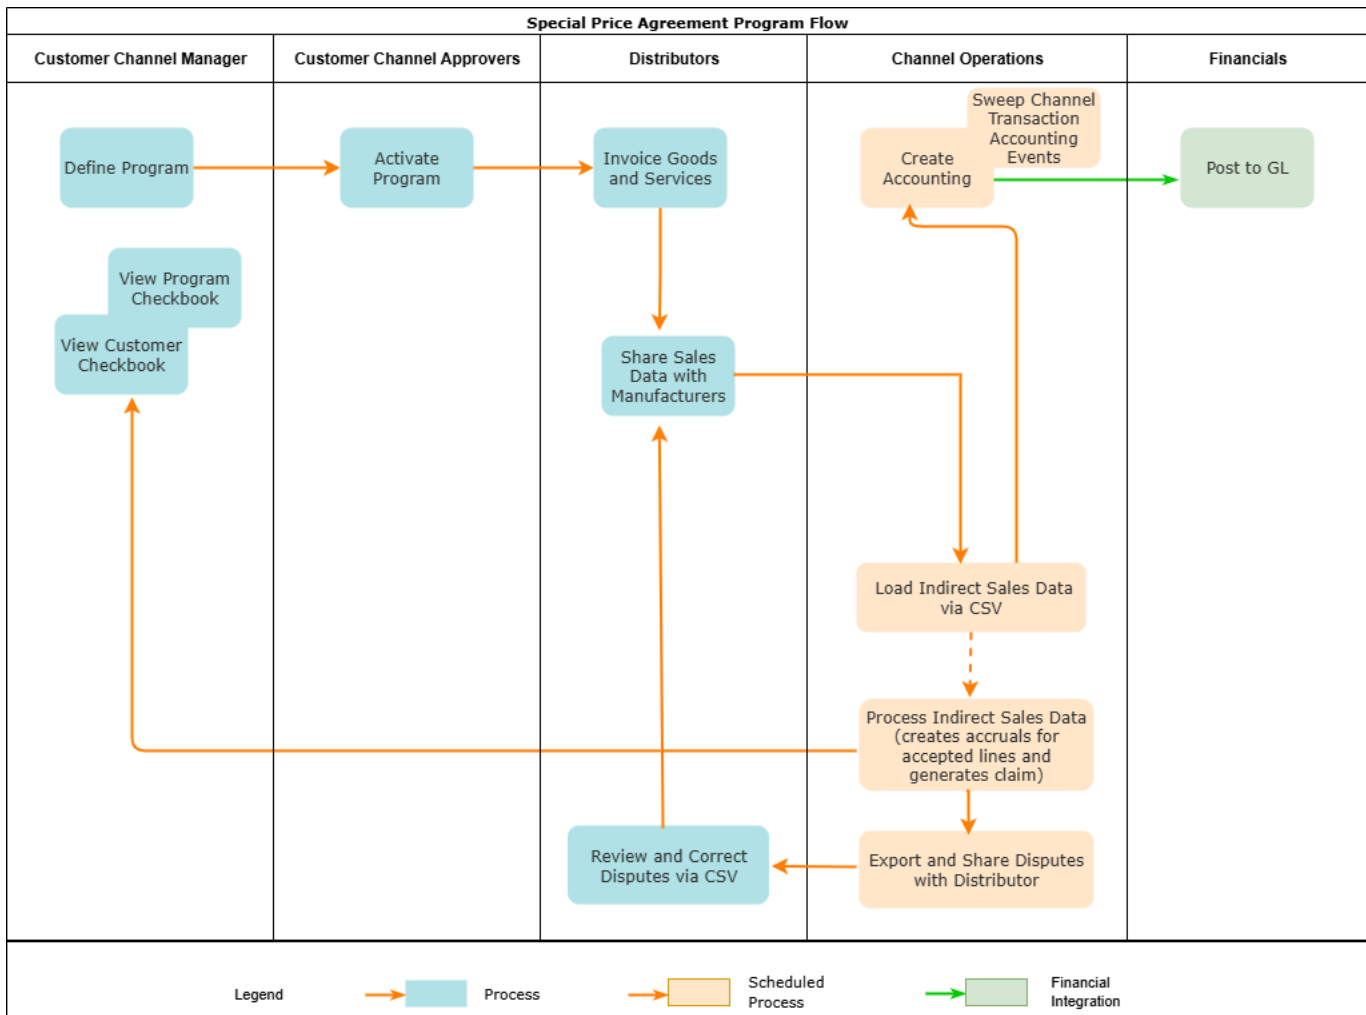 Special Price Agreement Program Flow
Customer Channel Manager
Customer Channel Approvers
Distributors
Channel Operations
Financials
Define Program
Activate
Program
Invoice Goods
and Services
Sweep Channel
Transaction
Accounting
Events
Create
Accounting
Post to GL
View Program
Checkbook
View Customer
Checkbook
Share Sales
Data with
Manufacturers
Load Indirect Sales Data
via CSV
Process Indirect Sales Data
(creates accruals for
accepted lines and
generates claim)
Review and Correct
Disputes via CSV
Export and Share Disputes
with Distributor
Legend
Process
Scheduled
Process
Financial
Integration